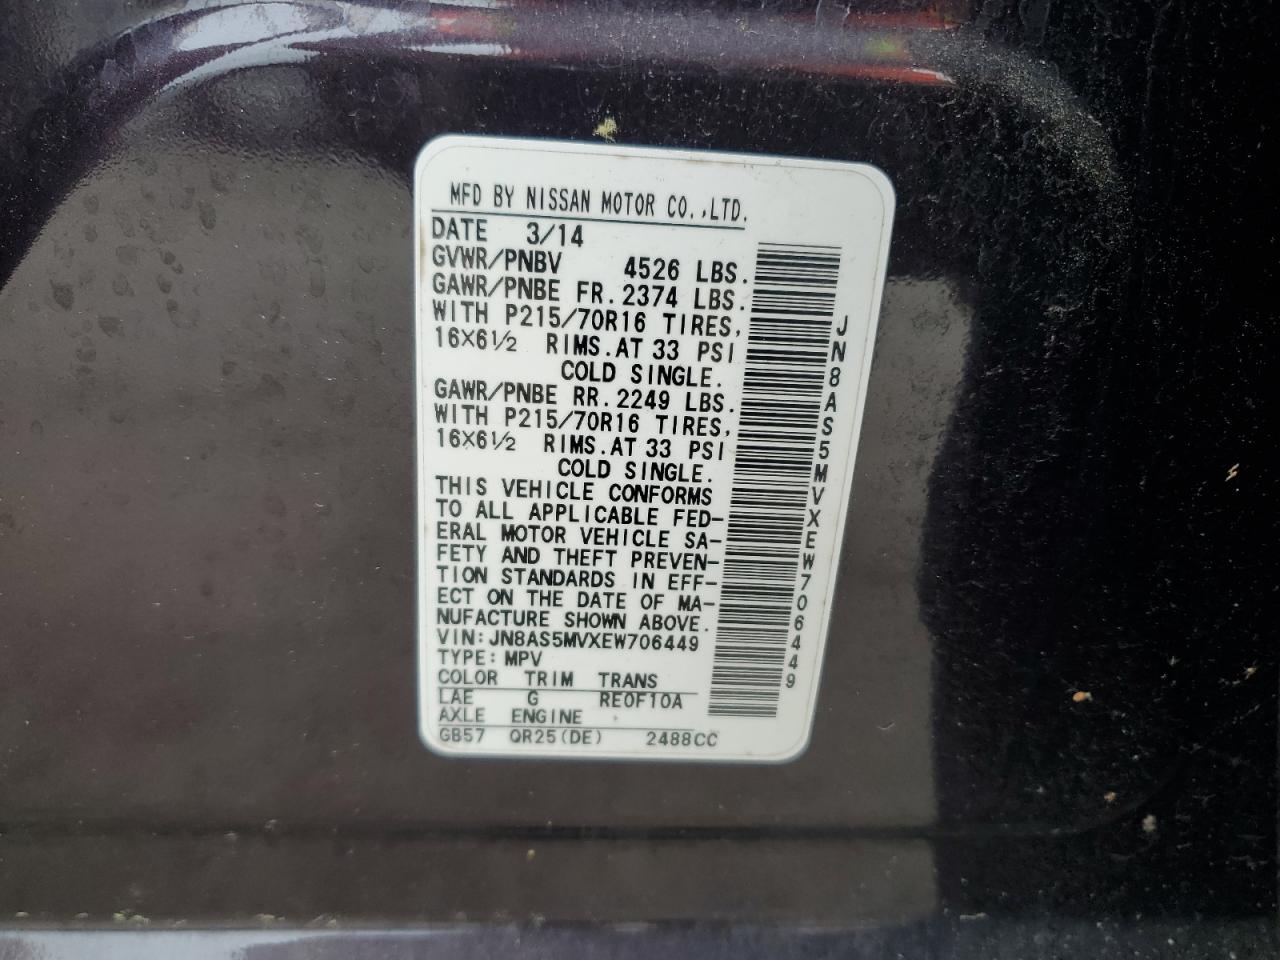 MFD BY NISSAN MOTOR CO.,LTD.
DATE 3/14
GVWR/PNBV 4526 LBS.
GAWR/PNBE FR.2374 LBS.
WITH P215/70R16 TIRES,
16X6½ RIMS.AT 33 PSI
COLD SINGLE.
GAWR/PNBE RR.2249 LBS.
WITH P215/70R16 TIRES,
16X6½ RIMS.AT 33 PSI
COLD SINGLE.
THIS VEHICLE CONFORMS
TO ALL APPLICABLE FED-
ERAL MOTOR VEHICLE SA-
FETY AND THEFT PREVEN-
TION STANDARDS IN EFF-
ECT ON THE DATE OF MA-
NUFACTURE SHOWN ABOVE.
VIN:JN8AS5MVXEW706449
TYPE:MPV
COLOR TRIM TRANS
LAE G RE0F10A
AXLE ENGINE
GB57 QR25(DE) 2488CC
JN8AS5MVXEW706449